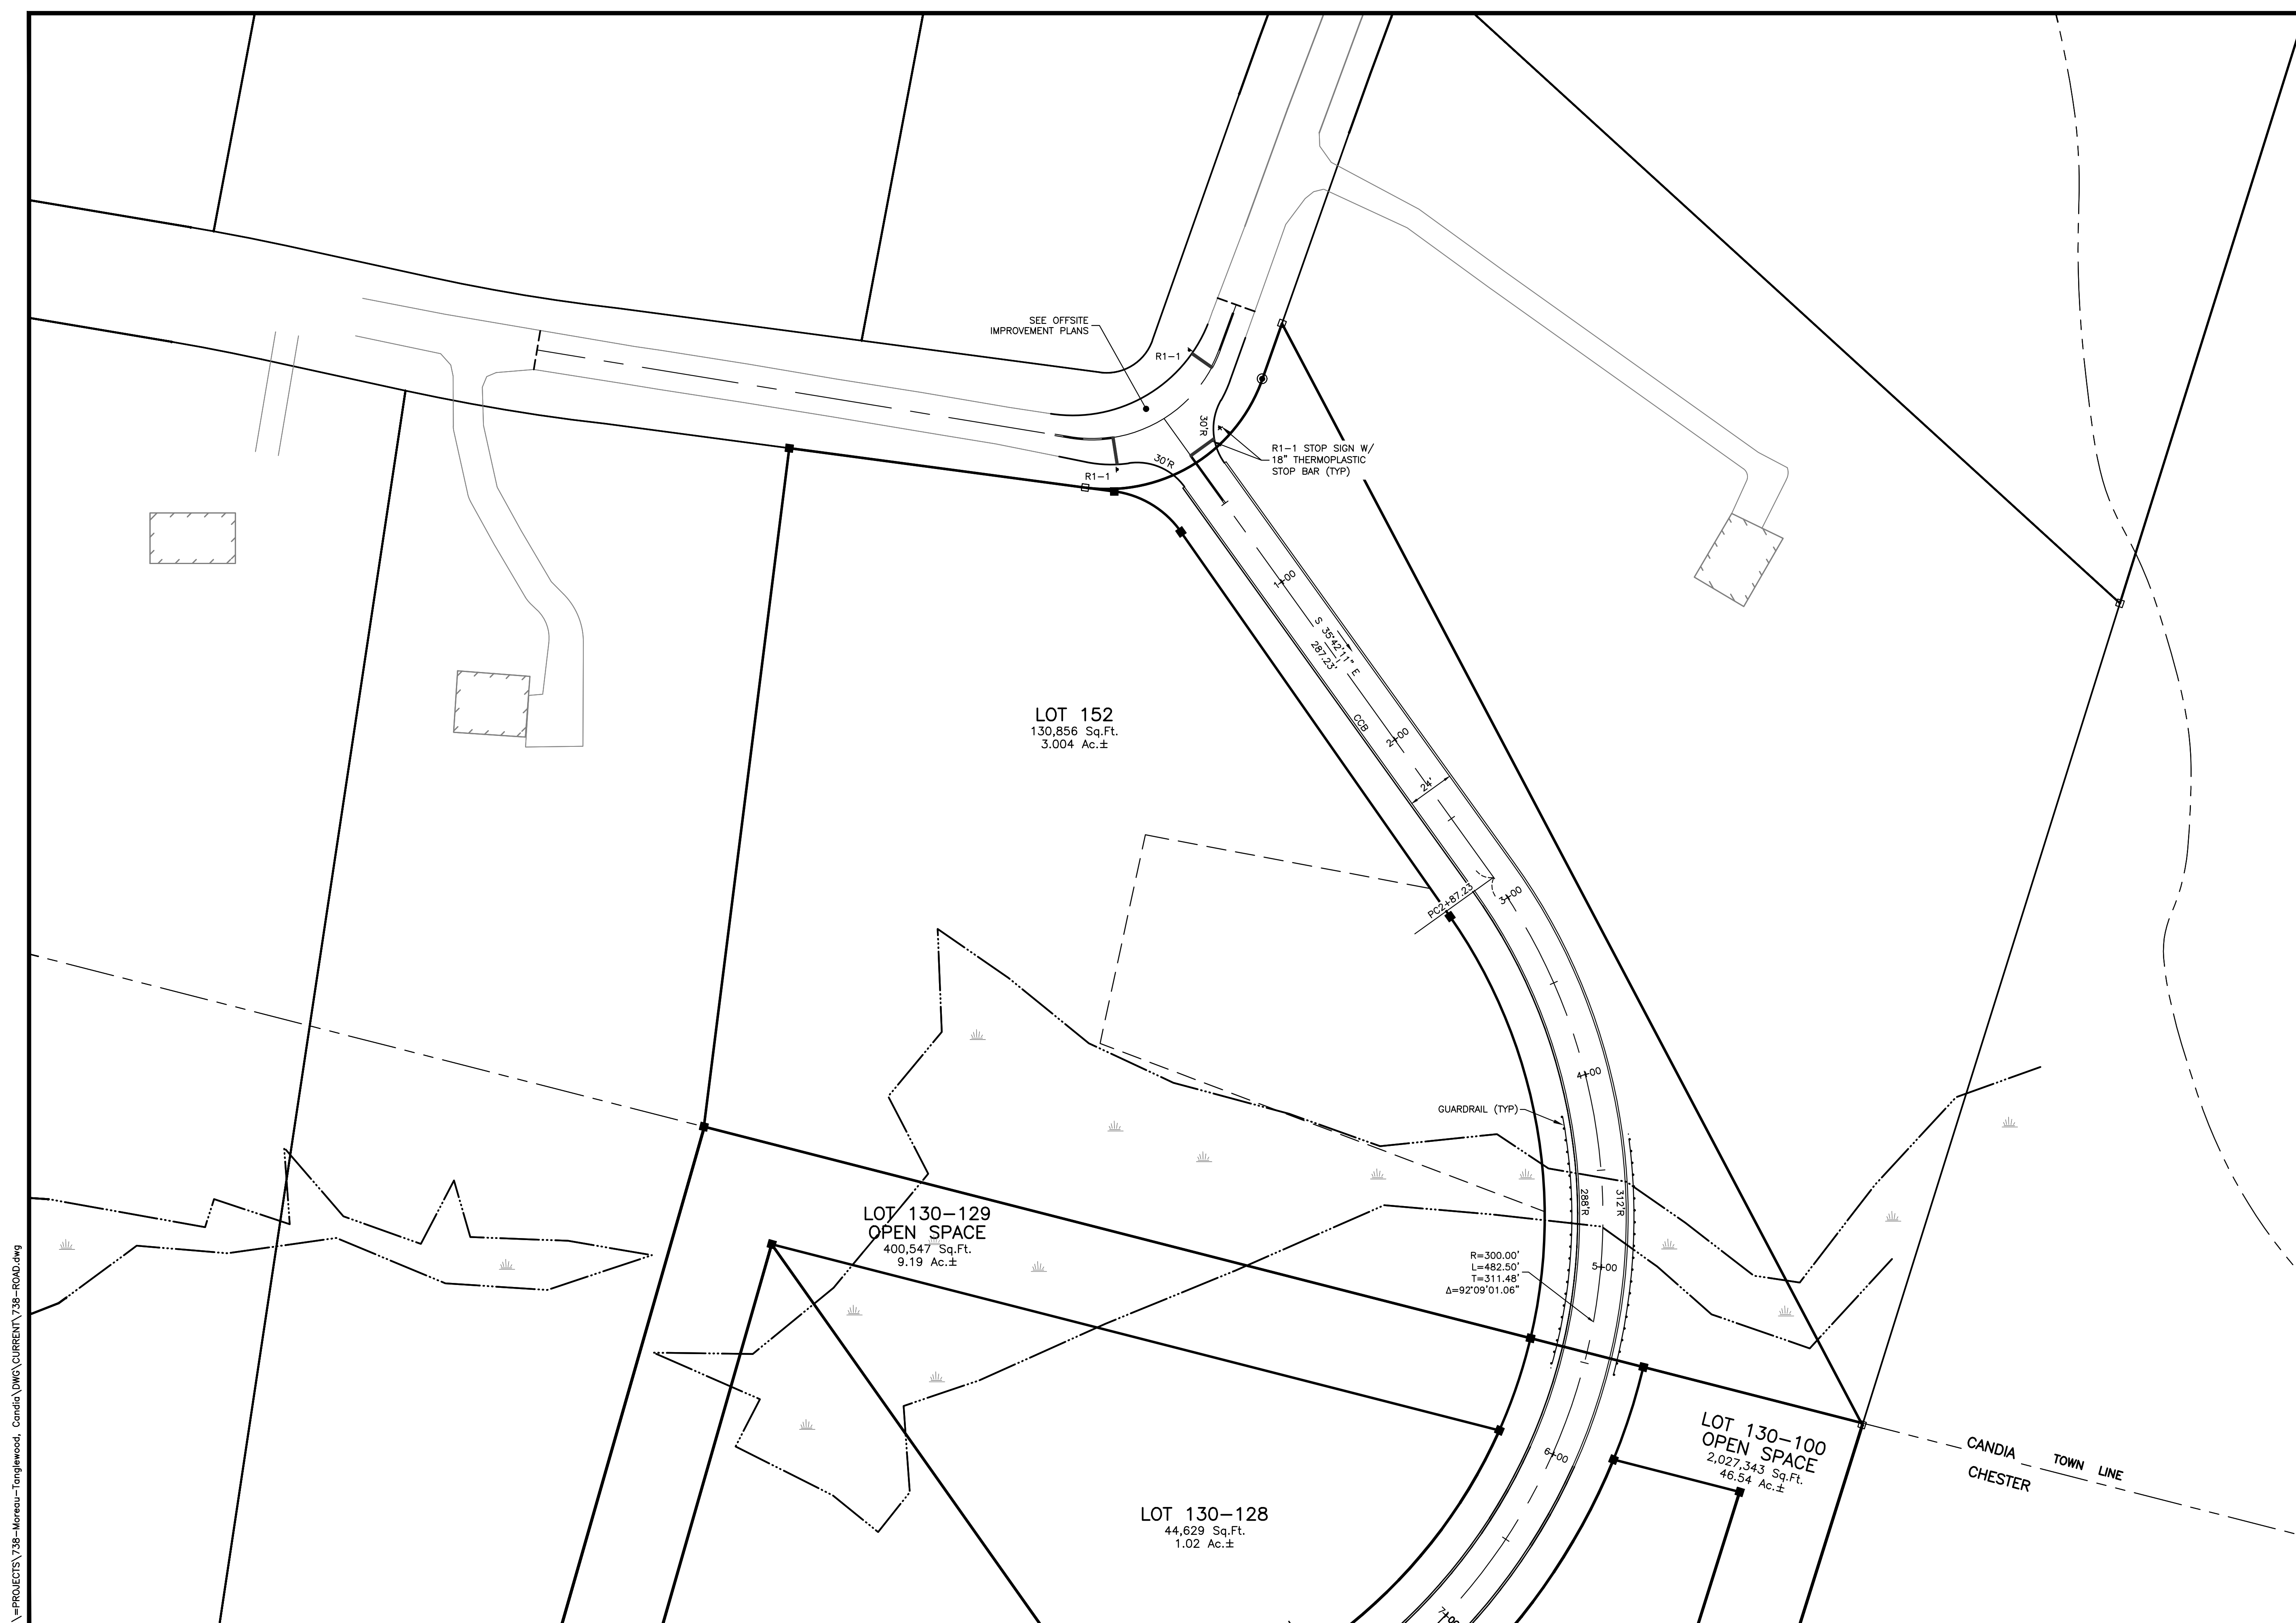 SEE OFFSITE
IMPROVEMENT PLANS
R1-1
30'R
R1-1 STOP SIGN W/
18" THERMOPLASTIC
STOP BAR (TYP)
30'R
R1-1
1+00
S 35°42'11" E
287.23'
LOT 152
130,856 Sq.Ft.
3.004 Ac.±
CCB
2+00
24'
PC2+87.23
3+00
4+00
GUARDRAIL (TYP)
288'R
312'R
LOT 130-129
OPEN SPACE
400,547 Sq.Ft.
9.19 Ac.±
R=300.00'
L=482.50'
T=311.48'
Δ=92°09'01.06"
5+00
LOT 130-100
OPEN SPACE
2,027,343 Sq.Ft.
46.54 Ac.±
CANDIA
TOWN LINE
CHESTER
6+00
LOT 130-128
44,629 Sq.Ft.
1.02 Ac.±
7+00
\=PROJECTS\738-Moreau-Tanglewood, Candia\DWG\CURRENT\738-ROAD.dwg